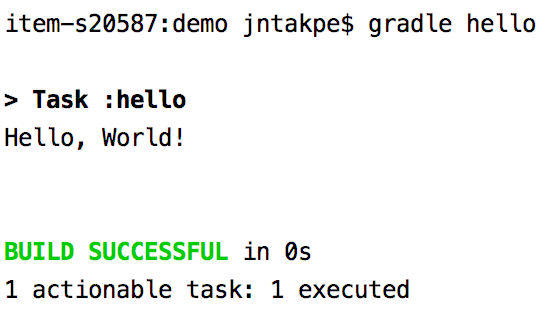 item-s20587:demo jntakpe$ gradle hello
> Task :hello
Hello, World!
BUILD SUCCESSFUL in 0s
1 actionable task: 1 executed